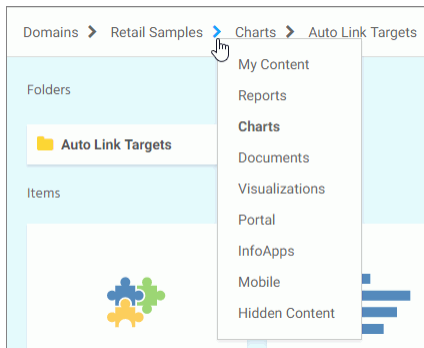 Domains > Retail Samples > Charts > Auto Link Targets
My Content
Folders
Reports
Charts
Auto Link Targets
Documents
Visualizations
Items
Portal
InfoApps
Mobile
Hidden Content